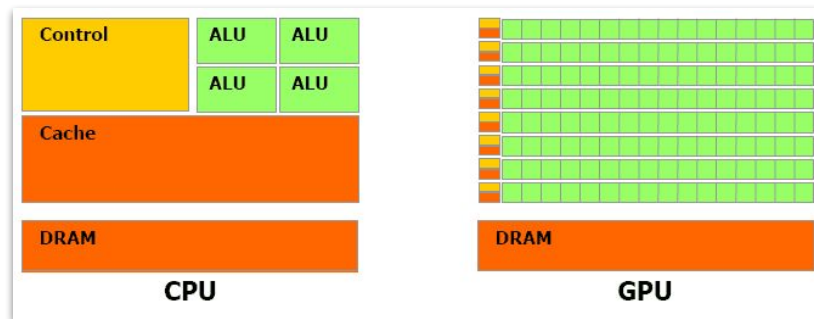 Control
ALU ALU
ALU ALU
Cache
DRAM
CPU
DRAM
GPU